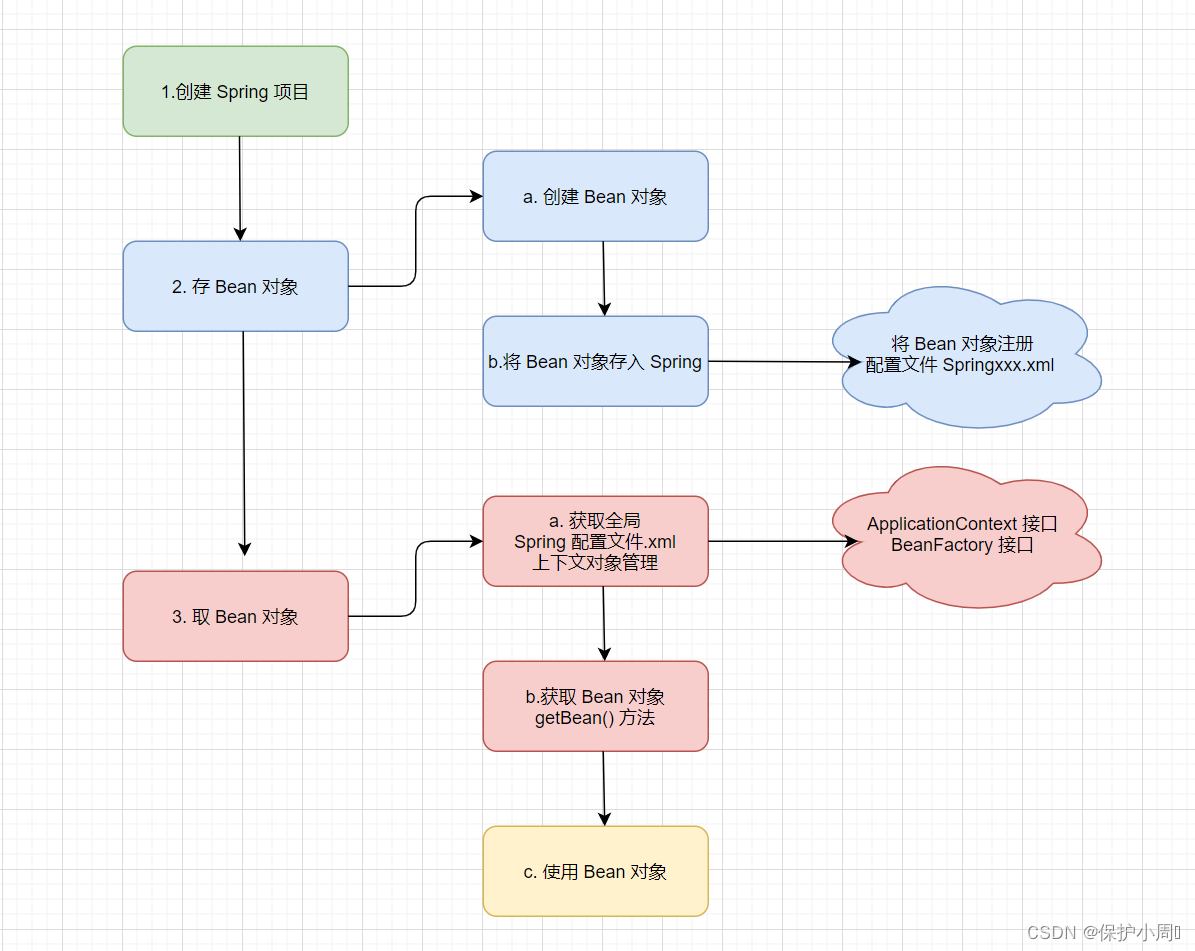 1.创建 Spring 项目
a. 创建 Bean 对象
2. 存 Bean 对象
b.将 Bean 对象存入 Spring
将 Bean 对象注册
配置文件 Springxxx.xml
a. 获取全局
Spring 配置文件.xml
上下文对象管理
ApplicationContext 接口
BeanFactory 接口
3. 取 Bean 对象
b.获取 Bean 对象
getBean() 方法
c. 使用 Bean 对象
CSDN @保护小周